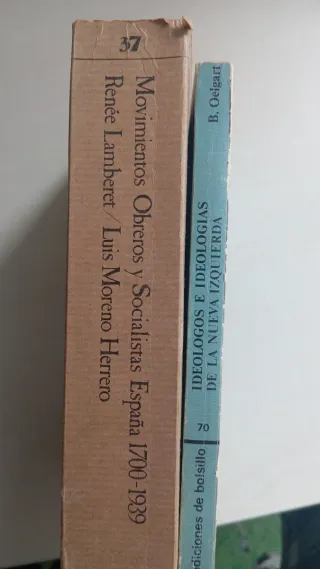 37
Movimientos Obreros y Socialistas España 1700-1939
Renée Lamberet / Luis Moreno Herrero
B. Oelgart
IDEOLOGOS E IDEOLOGIAS
DE LA NUEVA IZQUIERDA
70
diciones de bolsillo